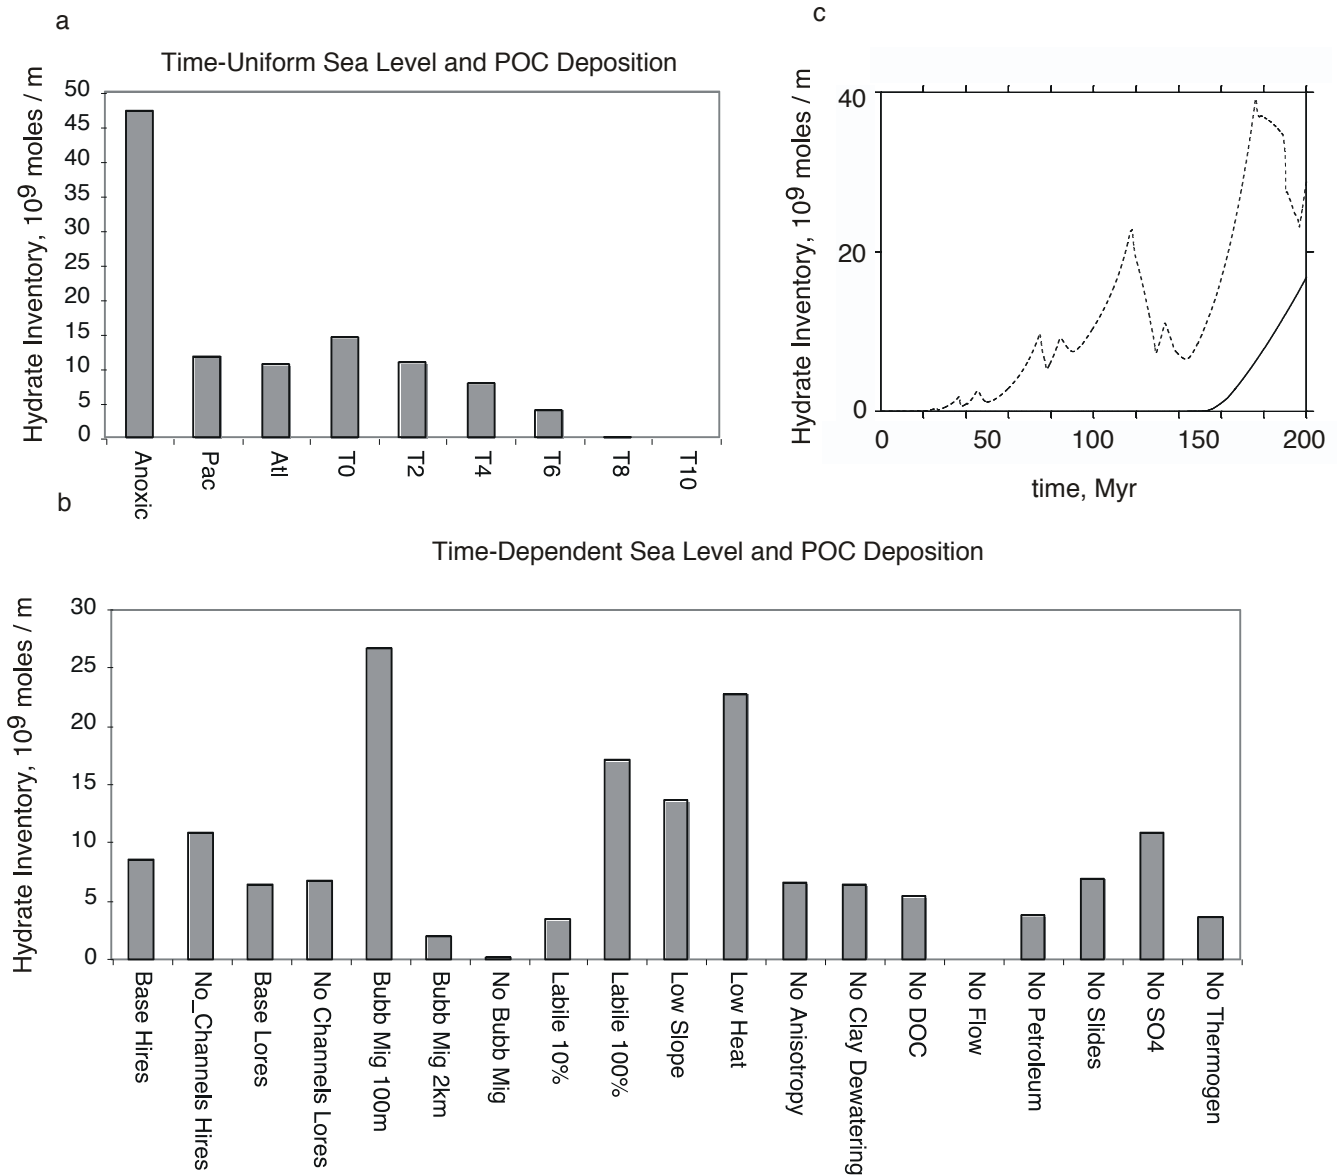 a
Time-Uniform Sea Level and POC Deposition
Hydrate Inventory, 10⁹ moles / m
50
45
40
35
30
25
20
15
10
5
0
Anoxic
Pac
Atl
T0
T2
T4
T6
T8
T10
c
Hydrate Inventory, 10⁹ moles / m
40
20
0
0 50 100 150 200
time, Myr
b
Time-Dependent Sea Level and POC Deposition
Hydrate Inventory, 10⁹ moles / m
30
25
20
15
10
5
0
Base Hires
No_Channels Hires
Base Lores
No Channels Lores
Bubb Mig 100m
Bubb Mig 2km
No Bubb Mig
Labile 10%
Labile 100%
Low Slope
Low Heat
No Anisotropy
No Clay Dewatering
No DOC
No Flow
No Petroleum
No Slides
No SO4
No Thermogen